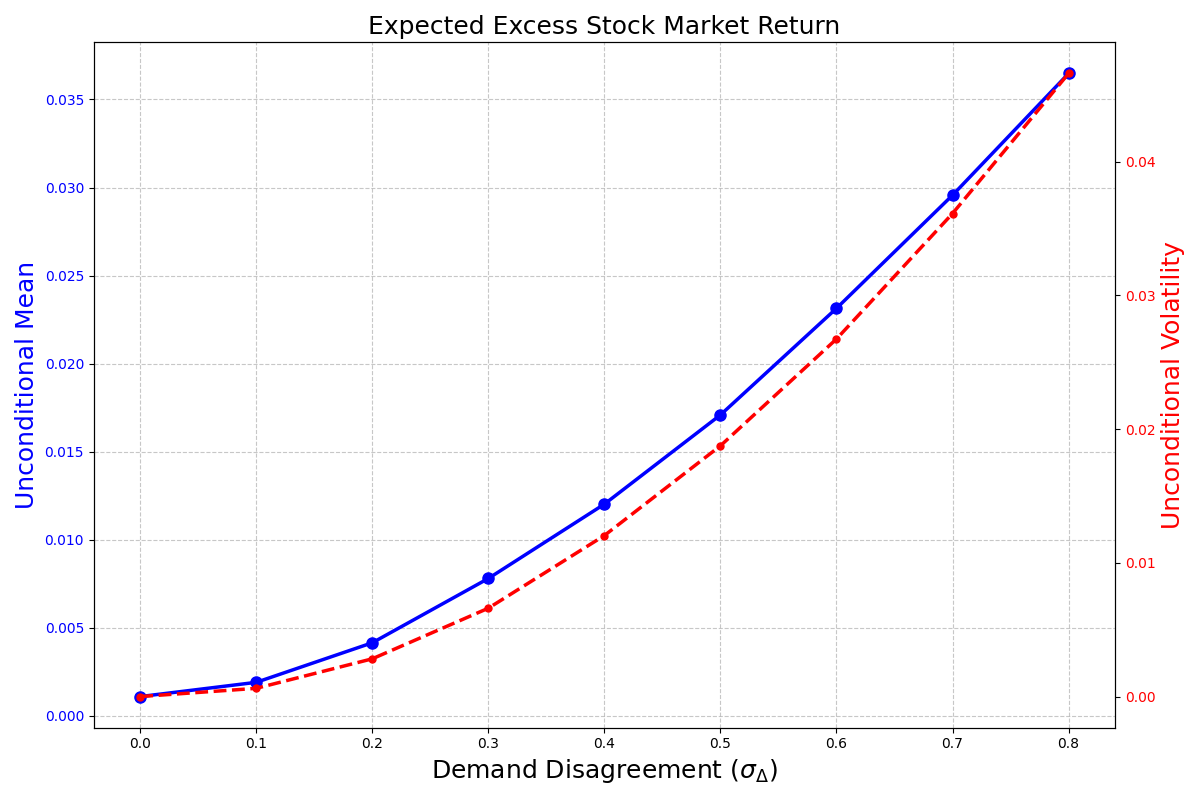 Expected Excess Stock Market Return
Unconditional Mean
0.035
0.030
0.025
0.020
0.015
0.010
0.005
0.000
0.04
0.03
0.02
0.01
0.00
Unconditional Volatility
0.0 0.1 0.2 0.3 0.4 0.5 0.6 0.7 0.8
Demand Disagreement (σ_Δ)